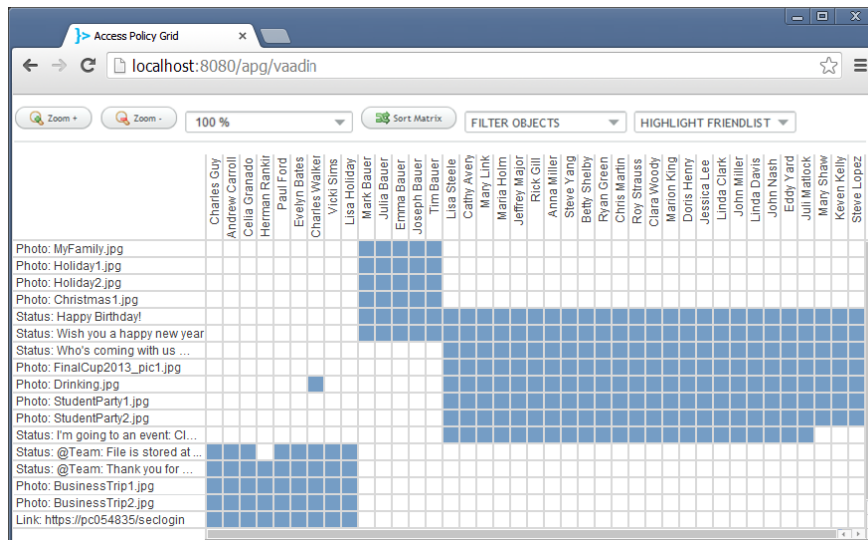 Access Policy Grid
localhost:8080/apg/vaadin
Zoom +
Zoom -
100 %
Sort Matrix
FILTER OBJECTS
HIGHLIGHT FRIENDLIST
Charles Guy
Andrew Carroll
Celia Granado
Herman Rankir
Paul Ford
Evelyn Bates
Charles Walker
Vicki Sims
Lisa Holiday
Mark Bauer
Julia Bauer
Emma Bauer
Joseph Bauer
Tim Bauer
Lisa Steele
Cathy Avery
Mary Link
Maria Holm
Jeffrey Major
Rick Gill
Anna Miller
Steve Yang
Betty Shelby
Ryan Green
Chris Martin
Roy Strauss
Clara Woody
Marion King
Doris Henry
Jessica Lee
Linda Clark
John Miller
Linda Davis
John Nash
Eddy Yard
Juli Matlock
Mary Shaw
Keven Kelly
Steve Lopez
Photo: MyFamily.jpg
Photo: Holiday1.jpg
Photo: Holiday2.jpg
Photo: Christmas1.jpg
Status: Happy Birthday!
Status: Wish you a happy new year
Status: Who's coming with us ...
Photo: FinalCup2013_pic1.jpg
Photo: Drinking.jpg
Photo: StudentParty1.jpg
Photo: StudentParty2.jpg
Status: I'm going to an event: Cl...
Status: @Team: File is stored at ...
Status: @Team: Thank you for ...
Photo: BusinessTrip1.jpg
Photo: BusinessTrip2.jpg
Link: https://pc054835/seclogin